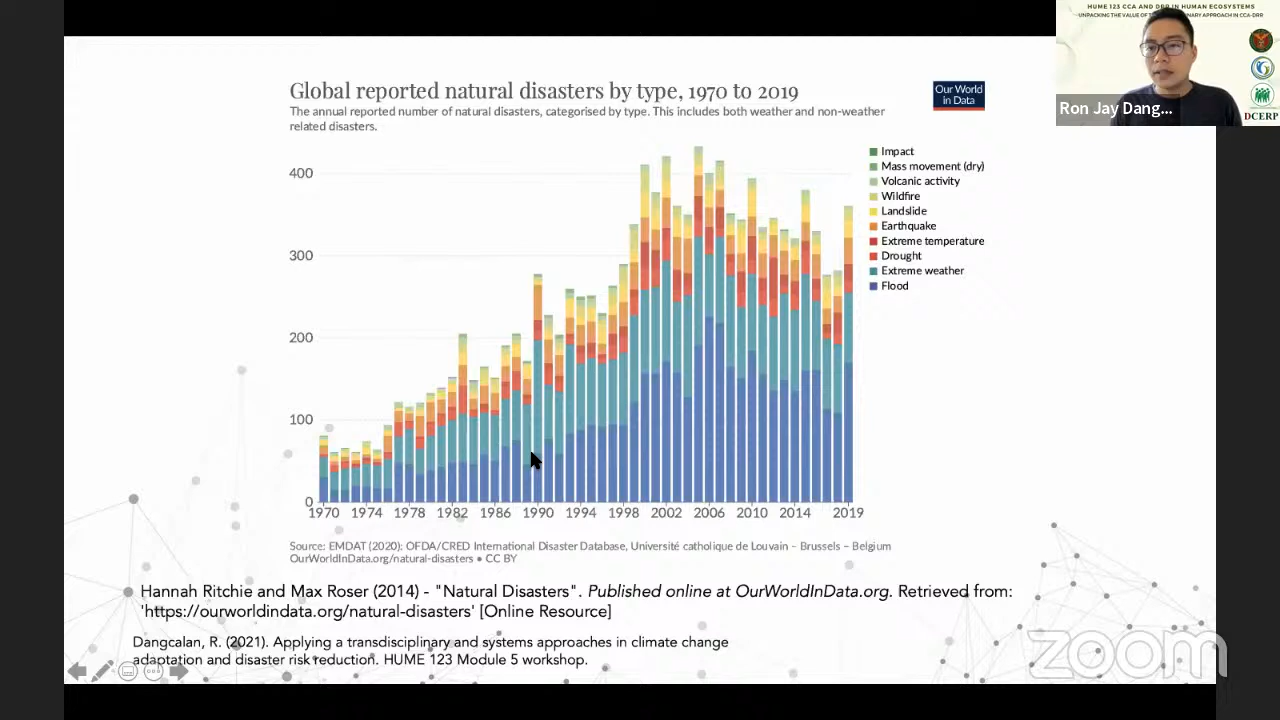 HUME 123 CCA AND DRR IN HUMAN ECOSYSTEMS
Ron Jay Dang...
DCERP
Global reported natural disasters by type, 1970 to 2019
The annual reported number of natural disasters, categorised by type. This includes both weather and non-weather
related disasters.
Our World
in Data
Impact
Mass movement (dry)
Volcanic activity
Wildfire
Landslide
Earthquake
Extreme temperature
Drought
Extreme weather
Flood
400
300
200
100
0
1970 1974 1978 1982 1986 1990 1994 1998 2002 2006 2010 2014 2019
Source: EMDAT (2020): OFDA/CRED International Disaster Database, Université catholique de Louvain – Brussels – Belgium
OurWorldInData.org/natural-disasters • CC BY
Hannah Ritchie and Max Roser (2014) - "Natural Disasters". Published online at OurWorldInData.org. Retrieved from:
'https://ourworldindata.org/natural-disasters' [Online Resource]
Dangcalan, R. (2021). Applying a transdisciplinary and systems approaches in climate change
adaptation and disaster risk reduction. HUME 123 Module 5 workshop.
zoom